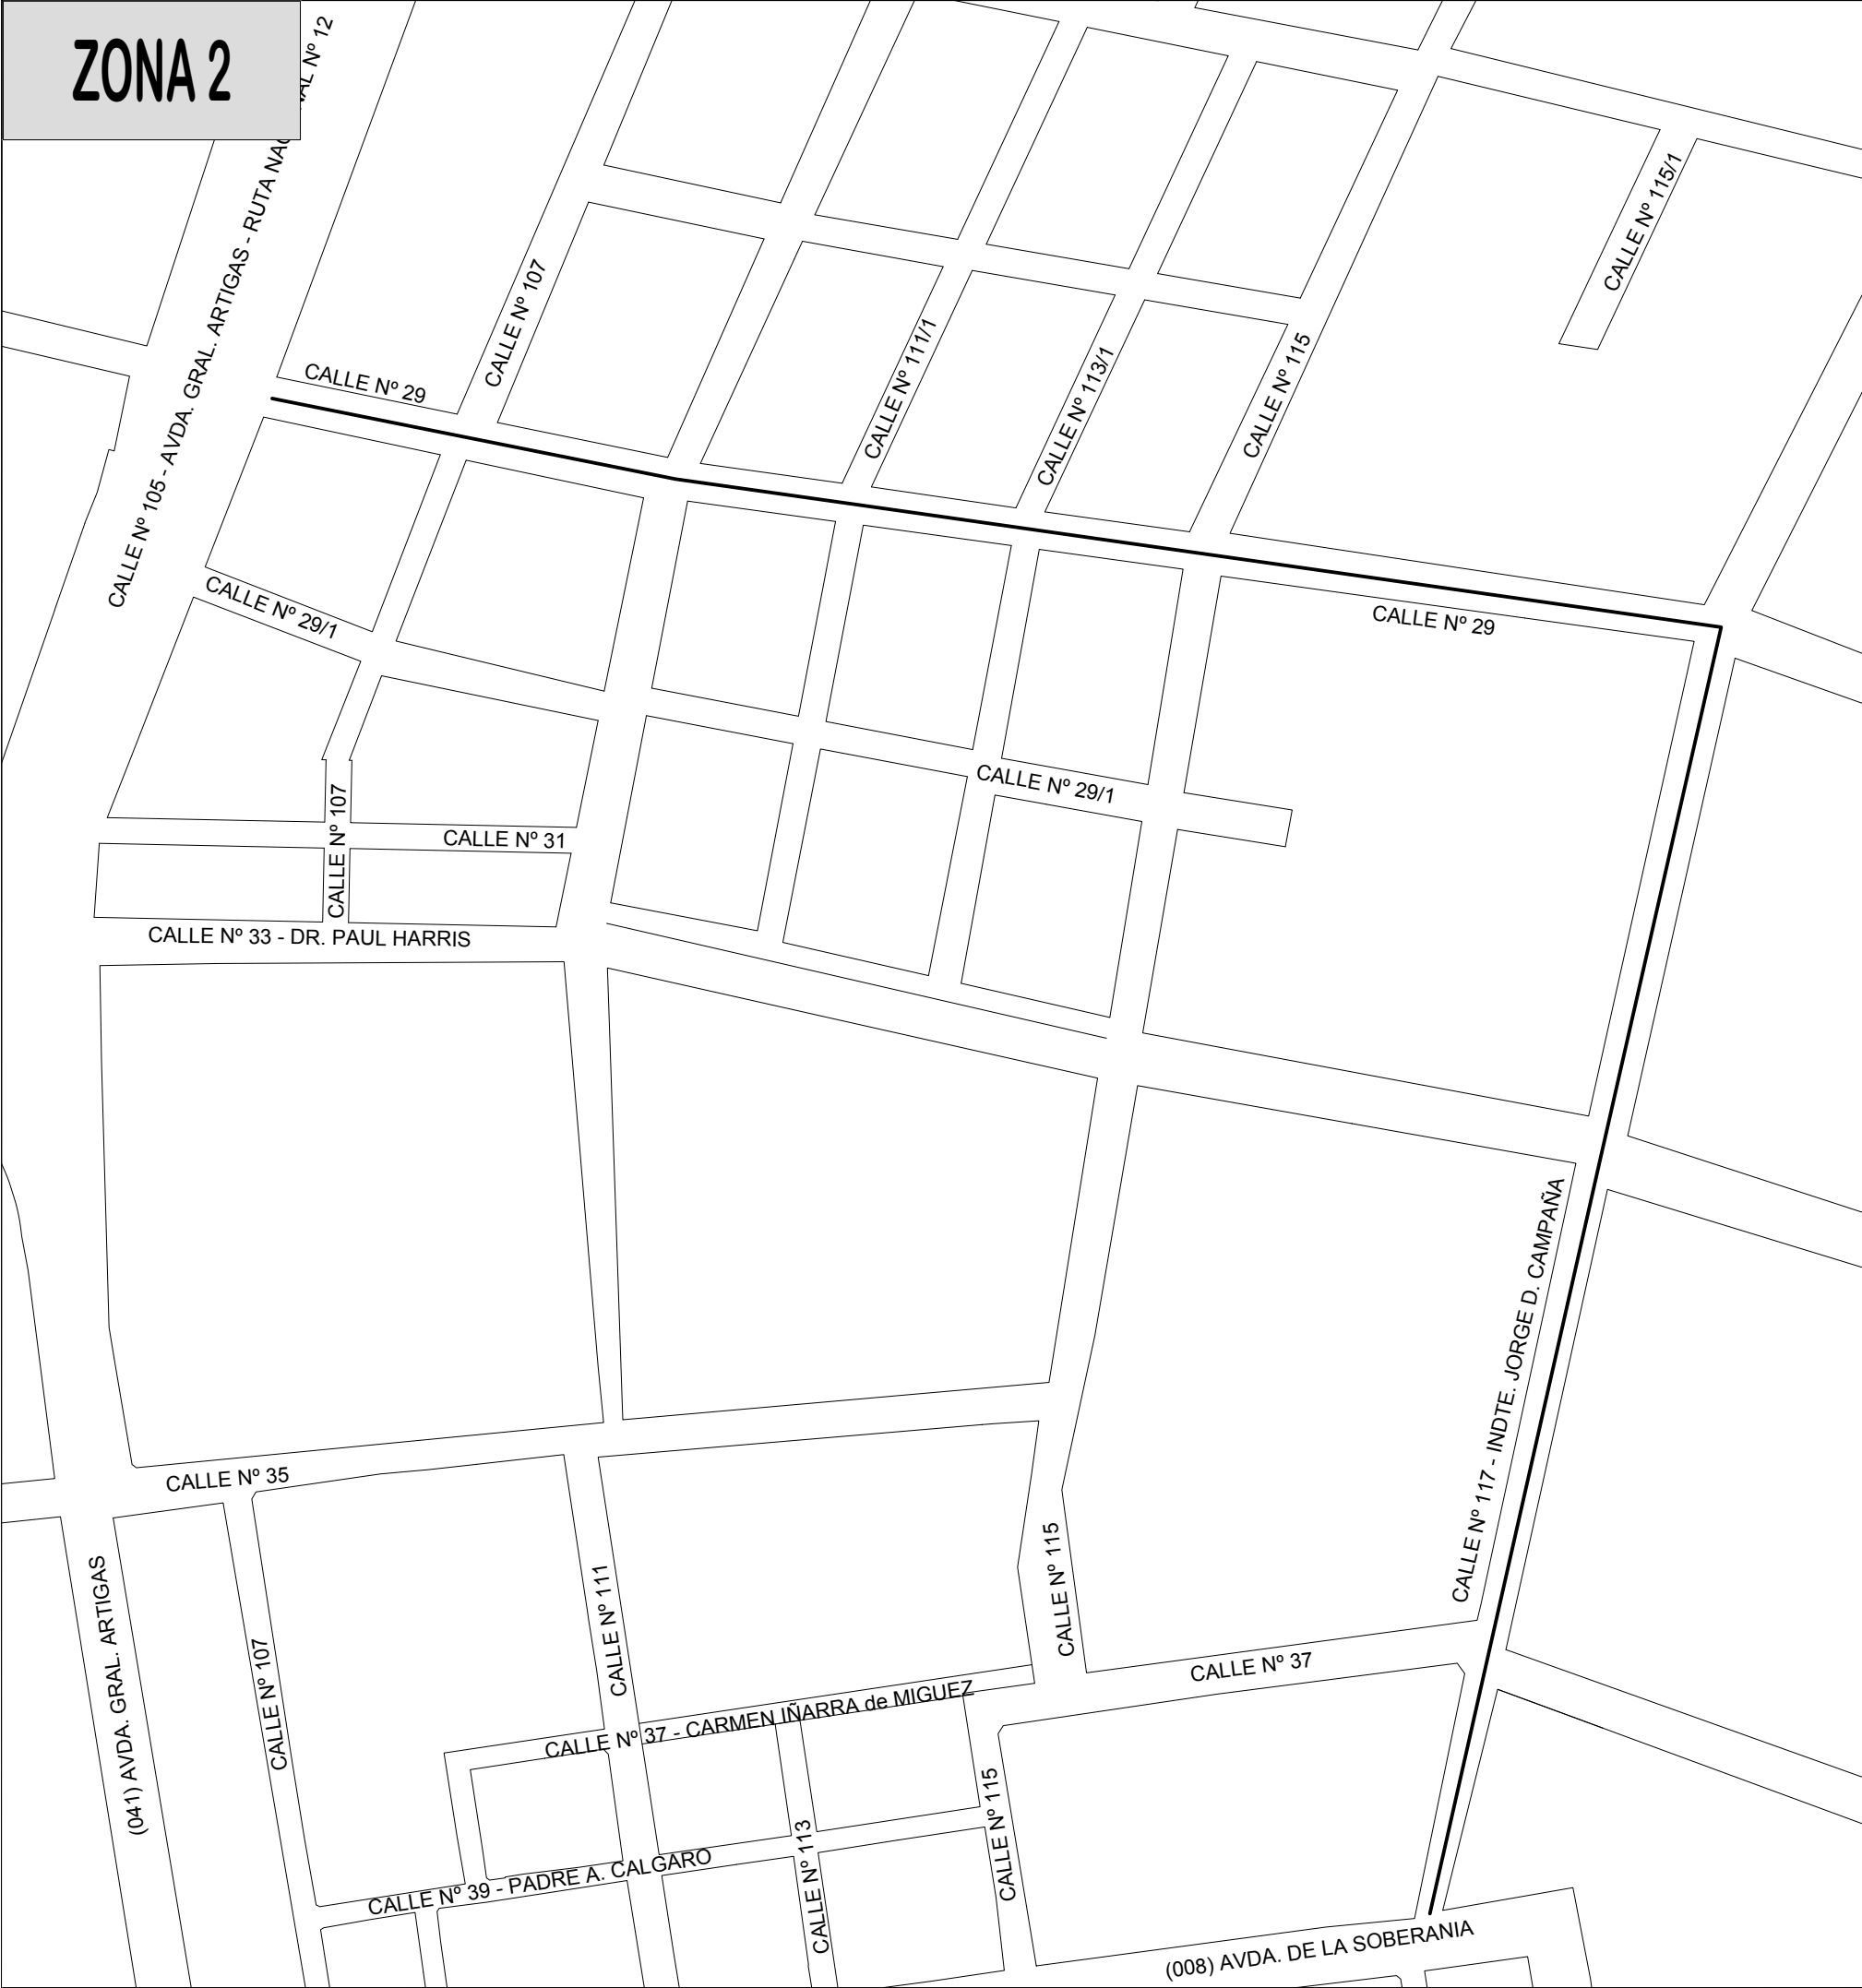 ZONA 2
CALLE Nº 105 - AVDA. GRAL. ARTIGAS - RUTA NAC NAL Nº 12
CALLE Nº 115/1
CALLE Nº 107
CALLE Nº 111/1
CALLE Nº 113/1
CALLE Nº 115
CALLE Nº 29
CALLE Nº 29/1
CALLE Nº 29
CALLE Nº 29/1
CALLE Nº 107
CALLE Nº 31
CALLE Nº 33 - DR. PAUL HARRIS
CALLE Nº 117 - INDTE. JORGE D. CAMPAÑA
CALLE Nº 35
CALLE Nº 115
CALLE Nº 111
(041) AVDA. GRAL. ARTIGAS
CALLE Nº 107
CALLE Nº 37
CALLE Nº 37 - CARMEN IÑARRA de MIGUEZ
CALLE Nº 115
CALLE Nº 113
CALLE Nº 39 - PADRE A. CALGARO
(008) AVDA. DE LA SOBERANIA